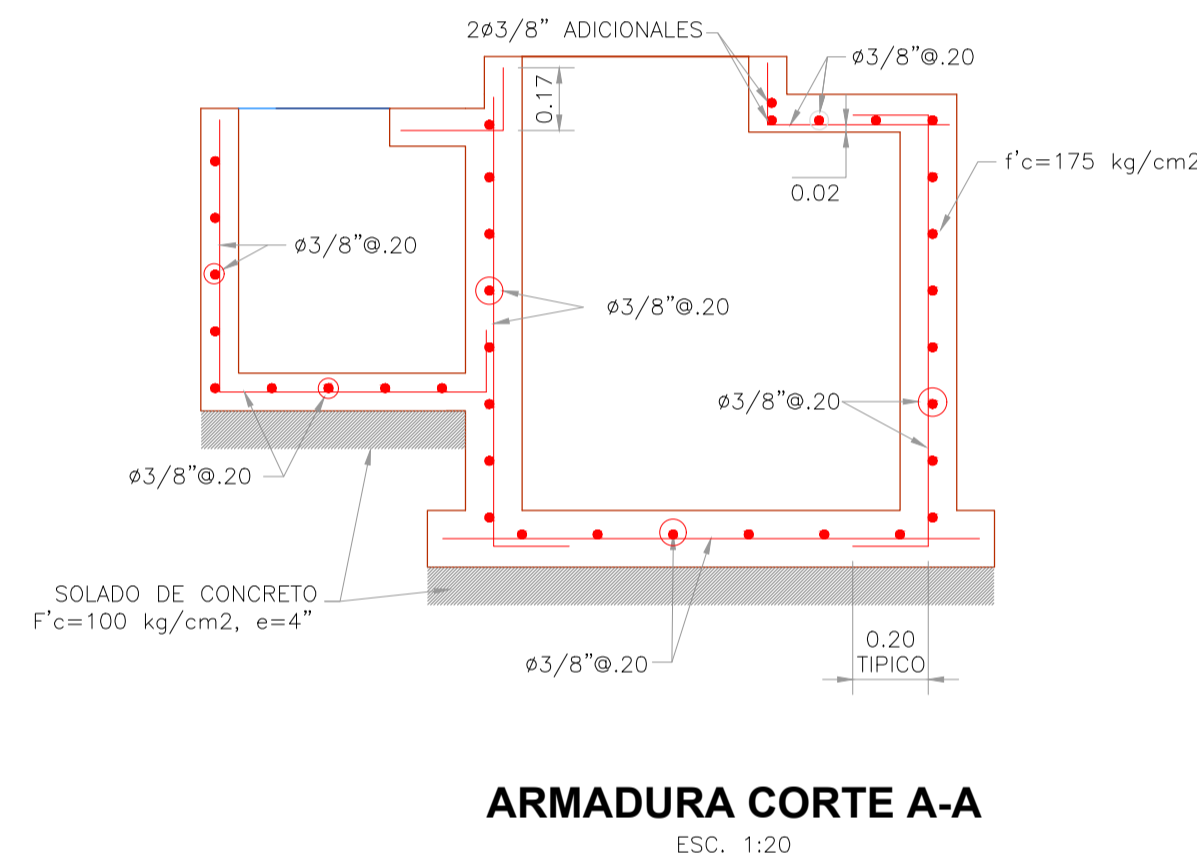 2ø3/8" ADICIONALES
ø3/8"@.20
0.17
f'c=175 kg/cm2
0.02
ø3/8"@.20
ø3/8"@.20
ø3/8"@.20
ø3/8"@.20
SOLADO DE CONCRETO
F'c=100 kg/cm2, e=4"
ø3/8"@.20
0.20
TIPICO
ARMADURA CORTE A-A
ESC. 1:20